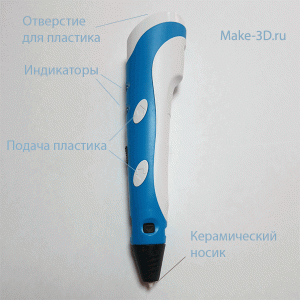 Отверстие
для пластика
Make-3D.ru
Индикаторы
Подача пластика
Керамический
носик